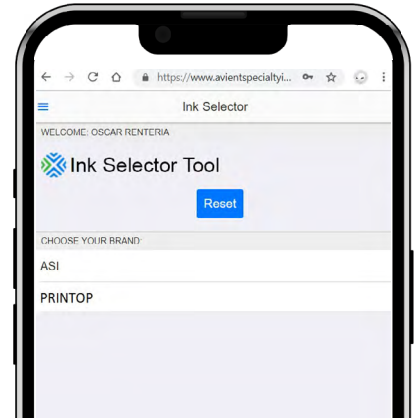 https://www.avientspecialtyi...
Ink Selector
WELCOME: OSCAR RENTERIA
Ink Selector Tool
Reset
CHOOSE YOUR BRAND:
ASI
PRINTOP